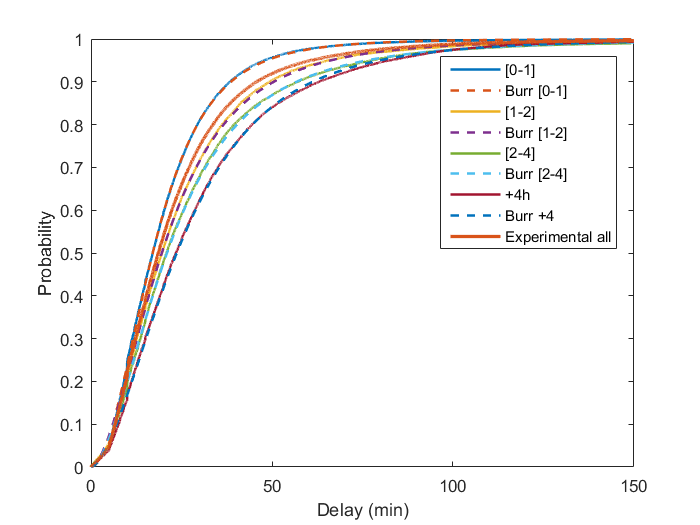 1
0.9
0.8
0.7
0.6
0.5
0.4
0.3
0.2
0.1
0
Probability
[0-1]
Burr [0-1]
[1-2]
Burr [1-2]
[2-4]
Burr [2-4]
+4h
Burr +4
Experimental all
0 50 100 150
Delay (min)